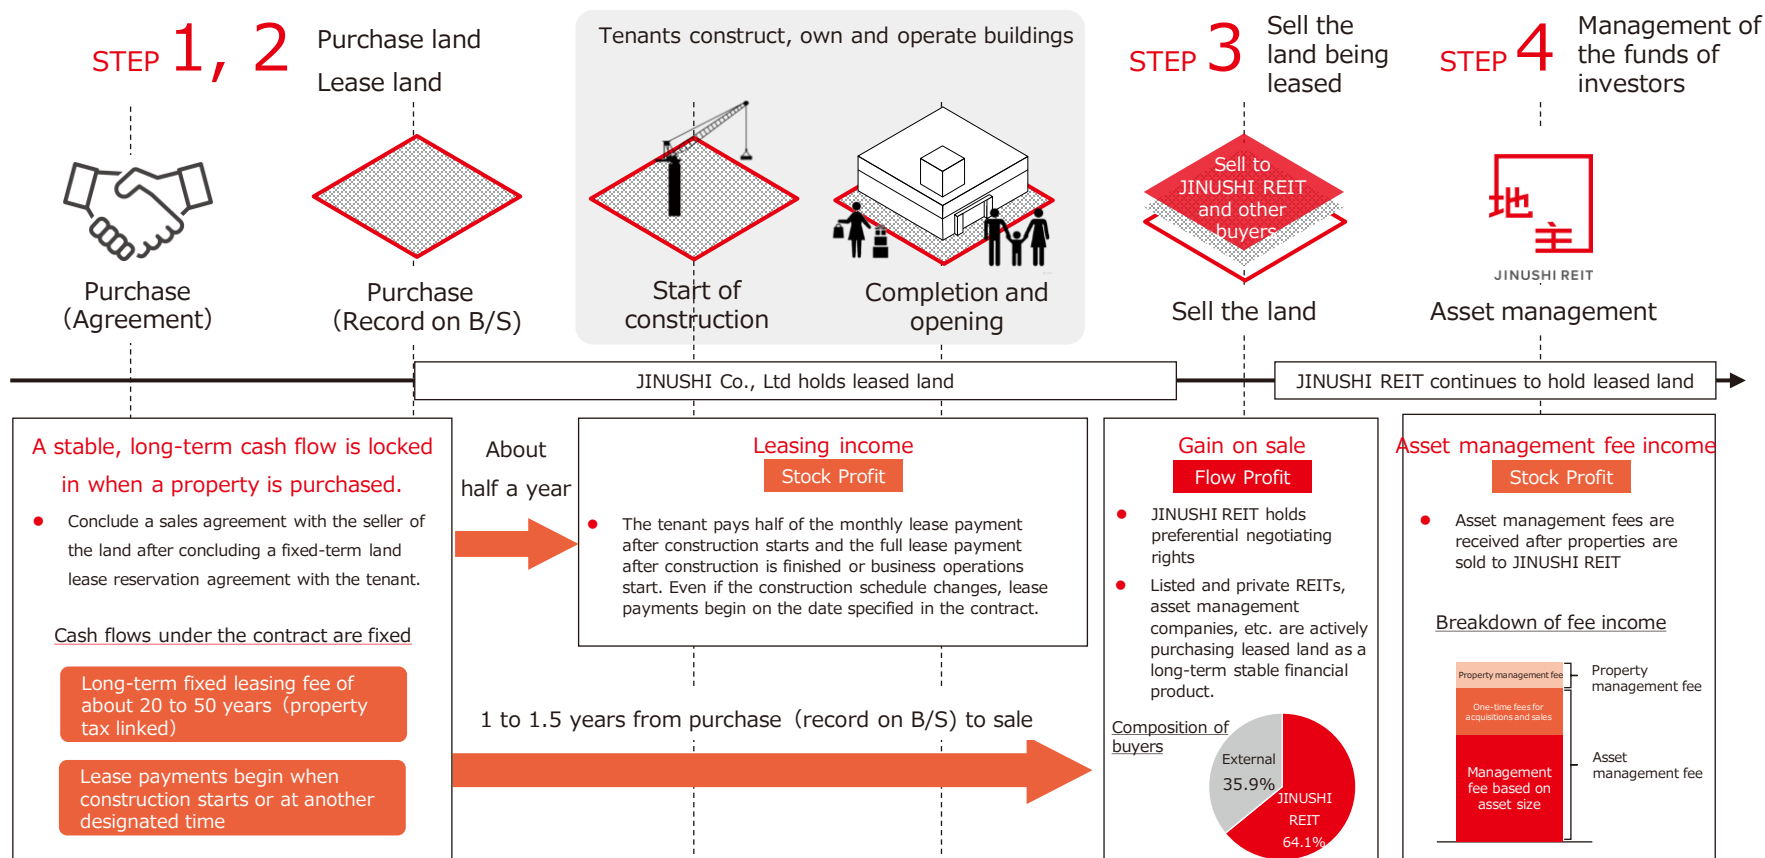 STEP 1, 2
Purchase land
Lease land
Tenants construct, own and operate buildings
STEP 3
Sell the
land being
leased
STEP 4
Management of
the funds of
investors
Purchase
(Agreement)
Purchase
(Record on B/S)
Start of
construction
Completion and
opening
Sell to
JINUSHI REIT
and other
buyers
Sell the land
地主
JINUSHI REIT
Asset management
JINUSHI Co., Ltd holds leased land
JINUSHI REIT continues to hold leased land
A stable, long-term cash flow is locked
in when a property is purchased.
● Conclude a sales agreement with the seller of
the land after concluding a fixed-term land
lease reservation agreement with the tenant.
Cash flows under the contract are fixed
Long-term fixed leasing fee of
about 20 to 50 years (property
tax linked)
Lease payments begin when
construction starts or at another
designated time
About
half a year
Leasing income
Stock Profit
● The tenant pays half of the monthly lease payment
after construction starts and the full lease payment
after construction is finished or business operations
start. Even if the construction schedule changes, lease
payments begin on the date specified in the contract.
1 to 1.5 years from purchase (record on B/S) to sale
Gain on sale
Flow Profit
● JINUSHI REIT holds
preferential negotiating
rights
● Listed and private REITs,
asset management
companies, etc. are actively
purchasing leased land as a
long-term stable financial
product.
Composition of
buyers
External
35.9%
JINUSHI
REIT
64.1%
Asset management fee income
Stock Profit
● Asset management fees are
received after properties are
sold to JINUSHI REIT
Breakdown of fee income
Property management fee
One-time fees for
acquisitions and sales
Management
fee based on
asset size
Property
management fee
Asset
management fee